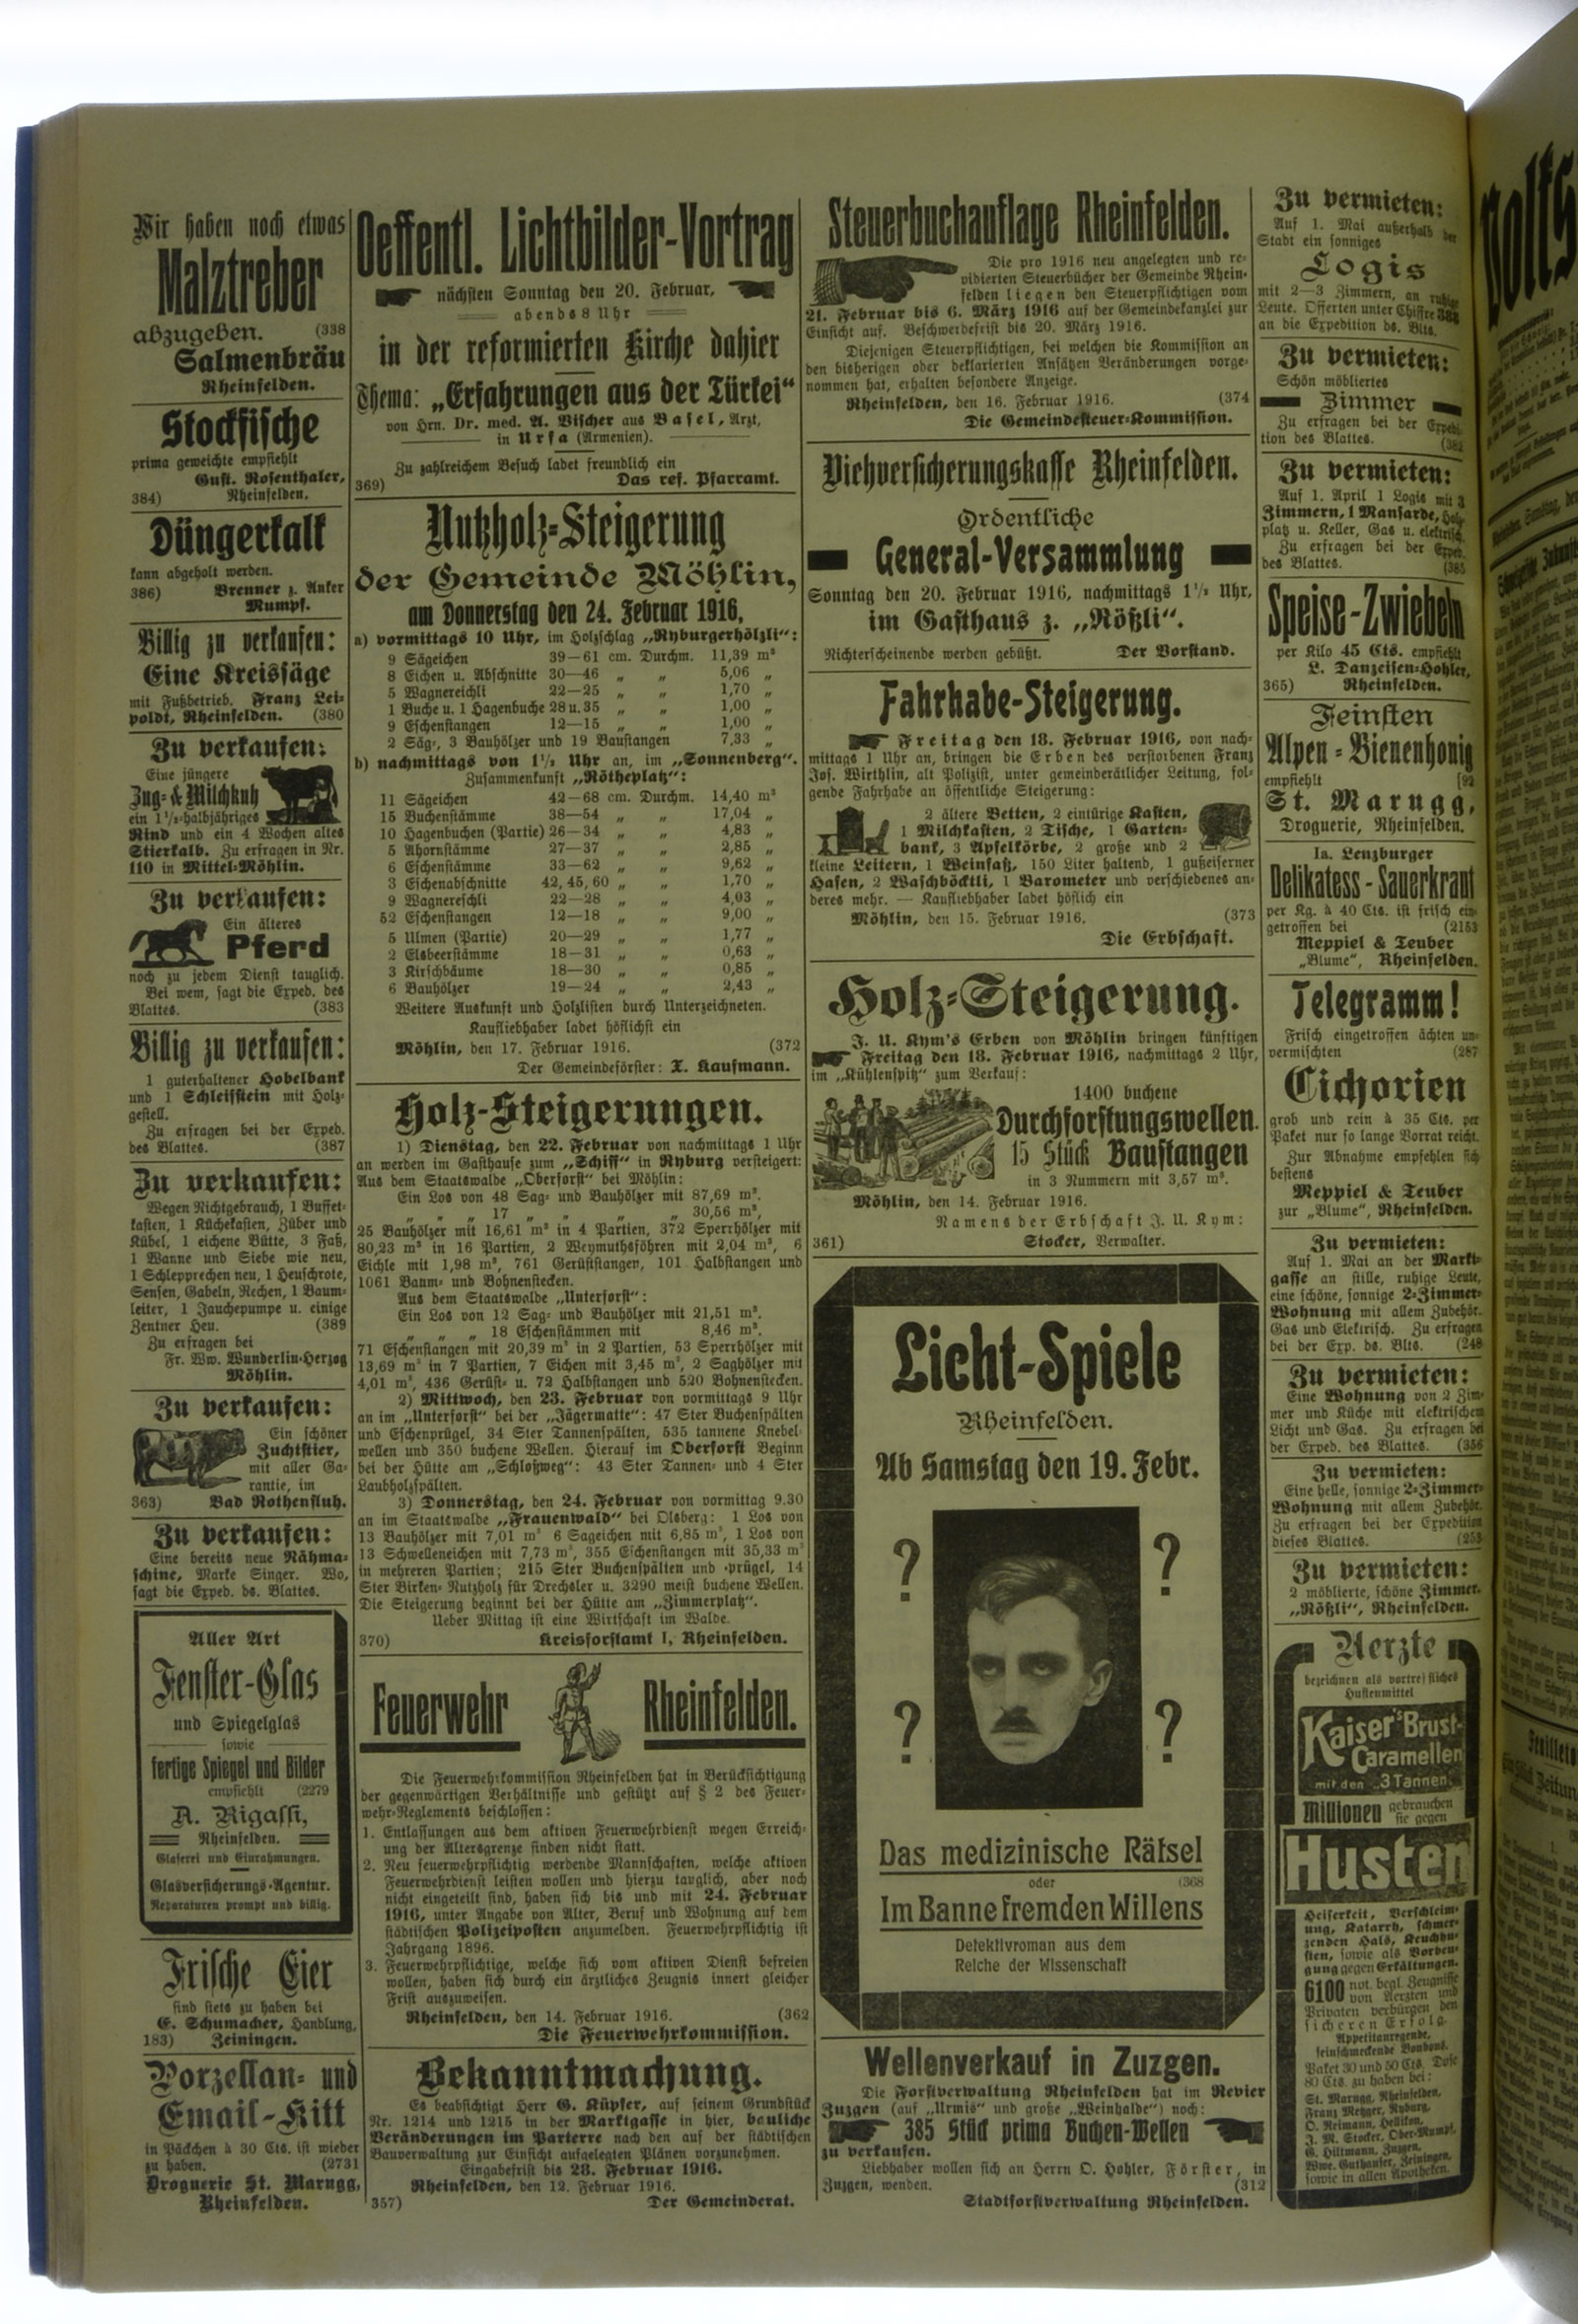 Wir haben noch etwas
Malztreber
abzugeben. (338
Salmenbräu
Rheinfelden.
Stockfische
prima geweichte empfiehlt
Gust. Rosenthaler,
384) Rheinfelden.
Düngerkalk
kann abgeholt werden.
386) Brenner z. Anker
Mumpf.
Billig zu verkaufen:
Eine Kreissäge
mit Fußbetrieb. Franz Lei-
poldt, Rheinfelden. (380
Zu verkaufen:
Eine jüngere
Zug- & Milchkuh
ein 1½-halbjähriges
Rind und ein 4 Wochen altes
Stierkalb. Zu erfragen in Nr.
110 in Mittel-Möhlin.
Zu verkaufen:
Ein älteres
Pferd
noch zu jedem Dienst tauglich.
Bei wem, sagt die Exped. des
Blattes. (383
Billig zu verkaufen:
1 guterhaltener Hobelbank
und 1 Schleifstein mit Holz-
gestell.
Zu erfragen bei der Exped.
des Blattes. (387
Zu verkaufen:
Wegen Nichtgebrauch, 1 Buffet-
kasten, 1 Küchekasten, Züber und
Kübel, 1 eichene Bütte, 3 Faß,
1 Wanne und Siebe wie neu,
1 Schlepprechen neu, 1 Heuschrote,
Sensen, Gabeln, Rechen, 1 Baum-
leiter, 1 Jauchepumpe u. einige
Zentner Heu. (389
Zu erfragen bei
Fr. Ww. Wunderlin-Herzog
Möhlin.
Zu verkaufen:
Ein schöner
Zuchtstier,
mit aller Ga-
rantie, im
363) Bad Rothenfluh.
Zu verkaufen:
Eine bereits neue Nähma-
schine, Marke Singer. Wo,
sagt die Exped. ds. Blattes.
Aller Art
Fenster-Glas
und Spiegelglas
sowie
fertige Spiegel und Bilder
empfiehlt (2279
A. Rigassi,
Rheinfelden.
Glaserei und Einrahmungen.
Glasversicherungs-Agentur.
Reparaturen prompt und billig.
Frische Eier
sind stets zu haben bei
E. Schumacher, Handlung,
183) Zeiningen.
Porzellan- und
Email-Kitt
in Päckchen à 30 Cts. ist wieder
zu haben. (2731
Droguerie St. Marugg,
Rheinfelden.
Oeffentl. Lichtbilder-Vortrag
nächsten Sonntag den 20. Februar,
abends 8 Uhr
in der reformierten Kirche dahier
Thema: „Erfahrungen aus der Türkei“
von Hrn. Dr. med. A. Vischer aus Basel, Arzt,
in Urfa (Armenien).
Zu zahlreichem Besuch ladet freundlich ein
369) Das ref. Pfarramt.
Nutzholz-Steigerung
der Gemeinde Möhlin,
am Donnerstag den 24. Februar 1916,
a) vormittags 10 Uhr, im Holzschlag „Ryburgerhölzli“:
9 Sägeichen 39—61 cm. Durchm. 11,39 m³
8 Eichen u. Abschnitte 30—46 „ „ 5,06 „
5 Wagnereichli 22—25 „ „ 1,70 „
1 Buche u. 1 Hagenbuche 28 u. 35 „ „ 1,00 „
9 Eschenstangen 12—15 „ „ 1,00 „
2 Säg-, 3 Bauhölzer und 19 Baustangen 7,33 „
b) nachmittags von 1½ Uhr an, im „Sonnenberg“.
Zusammenkunft „Rötheplatz“:
11 Sägeichen 42—68 cm. Durchm. 14,40 m³
15 Buchenstämme 38—54 „ „ 17,04 „
10 Hagenbuchen (Partie) 26—34 „ „ 4,83 „
5 Ahornstämme 27—37 „ „ 2,85 „
6 Eschenstämme 33—62 „ „ 9,62 „
3 Eschenabschnitte 42, 45, 60 „ „ 1,70 „
9 Wagnereschli 22—28 „ „ 4,03 „
52 Eschenstangen 12—18 „ „ 9,00 „
5 Ulmen (Partie) 20—29 „ „ 1,77 „
2 Elsbeerstämme 18—31 „ „ 0,63 „
3 Kirschbäume 18—30 „ „ 0,85 „
6 Bauhölzer 19—24 „ „ 2,43 „
Weitere Auskunft und Holzlisten durch Unterzeichneten.
Kaufliebhaber ladet höflichst ein
Möhlin, den 17. Februar 1916. (372
Der Gemeindeförster: X. Kaufmann.
Holz-Steigerungen.
1) Dienstag, den 22. Februar von nachmittags 1 Uhr
an werden im Gasthause zum „Schiff“ in Ryburg versteigert:
Aus dem Staatswalde „Oberforst“ bei Möhlin:
Ein Los von 48 Sag- und Bauhölzer mit 87,69 m³.
„ „ „ 17 „ „ „ „ 30,56 m³,
25 Bauhölzer mit 16,61 m³ in 4 Partien, 372 Sperrhölzer mit
80,23 m³ in 16 Partien, 2 Weymuthsföhren mit 2,04 m³, 6
Eichle mit 1,98 m³, 761 Gerüststangen, 101 Halbstangen und
1061 Baum- und Bohnenstecken.
Aus dem Staatswalde „Unterforst“:
Ein Los von 12 Sag- und Bauhölzer mit 21,51 m³.
„ „ „ 18 Eschenstämmen mit 8,46 m³.
71 Eschenstangen mit 20,39 m³ in 2 Partien, 53 Sperrhölzer mit
13,69 m³ in 7 Partien, 7 Eichen mit 3,45 m³, 2 Saghölzer mit
4,01 m³, 436 Gerüst- u. 72 Halbstangen und 520 Bohnenstecken.
2) Mittwoch, den 23. Februar von vormittags 9 Uhr
an im „Unterforst“ bei der „Jägermatte“: 47 Ster Buchenspälten
und Eschenprügel, 34 Ster Tannenspälten, 535 tannene Knebel-
wellen und 350 buchene Wellen. Hierauf im Oberforst Beginn
bei der Hütte am „Schloßweg“: 43 Ster Tannen- und 4 Ster
Laubholzspälten.
3) Donnerstag, den 24. Februar von vormittag 9.30
an im Staatswalde „Frauenwald“ bei Olsberg: 1 Los von
13 Bauhölzer mit 7,01 m³ 6 Sageichen mit 6,85 m³, 1 Los von
13 Schwelleneichen mit 7,73 m³, 355 Eschenstangen mit 35,33 m³
in mehreren Partien; 215 Ster Buchenspälten und -prügel, 14
Ster Birken-Nutzholz für Drechsler u. 3290 meist buchene Wellen.
Die Steigerung beginnt bei der Hütte am „Zimmerplatz“.
Ueber Mittag ist eine Wirtschaft im Walde.
370) Kreisforstamt I, Rheinfelden.
Feuerwehr Rheinfelden.
Die Feuerwehrkommission Rheinfelden hat in Berücksichtigung
der gegenwärtigen Verhältnisse und gestützt auf § 2 des Feuer-
wehr-Reglements beschlossen:
1. Entlassungen aus dem aktiven Feuerwehrdienst wegen Erreich-
ung der Altersgrenze finden nicht statt.
2. Neu feuerwehrpflichtig werdende Mannschaften, welche aktiven
Feuerwehrdienst leisten wollen und hierzu tauglich, aber noch
nicht eingeteilt sind, haben sich bis und mit 24. Februar
1916, unter Angabe von Alter, Beruf und Wohnung auf dem
städtischen Polizeiposten anzumelden. Feuerwehrpflichtig ist
Jahrgang 1896.
3. Feuerwehrpflichtige, welche sich vom aktiven Dienst befreien
wollen, haben sich durch ein ärztliches Zeugnis innert gleicher
Frist auszuweisen.
Rheinfelden, den 14. Februar 1916. (362
Die Feuerwehrkommission.
Bekanntmachung.
Es beabsichtigt Herr G. Küpfer, auf seinem Grundstück
Nr. 1214 und 1215 in der Marktgasse in hier, bauliche
Veränderungen im Parterre nach den auf der städtischen
Bauverwaltung zur Einsicht aufgelegten Plänen vorzunehmen.
Eingabefrist bis 28. Februar 1916.
Rheinfelden, den 12. Februar 1916.
357) Der Gemeinderat.
Steuerbuchauflage Rheinfelden.
Die pro 1916 neu angelegten und re-
vidierten Steuerbücher der Gemeinde Rhein-
felden liegen den Steuerpflichtigen vom
21. Februar bis 6. März 1916 auf der Gemeindekanzlei zur
Einsicht auf. Beschwerdefrist bis 20. März 1916.
Diejenigen Steuerpflichtigen, bei welchen die Kommission an
den bisherigen oder deklarierten Ansätzen Veränderungen vorge-
nommen hat, erhalten besondere Anzeige.
Rheinfelden, den 16. Februar 1916. (374
Die Gemeindesteuer-Kommission.
Viehversicherungskasse Rheinfelden.
Ordentliche
General-Versammlung
Sonntag den 20. Februar 1916, nachmittags 1½ Uhr,
im Gasthaus z. „Rößli“.
Nichterscheinende werden gebüßt. Der Vorstand.
Fahrhabe-Steigerung.
Freitag den 18. Februar 1916, von nach-
mittags 1 Uhr an, bringen die Erben des verstorbenen Franz
Jos. Wirthlin, alt Polizist, unter gemeinderätlicher Leitung, fol-
gende Fahrhabe an öffentliche Steigerung:
2 ältere Betten, 2 eintürige Kasten,
1 Milchkasten, 2 Tische, 1 Garten-
bank, 3 Apfelkörbe, 2 große und 2
kleine Leitern, 1 Weinfaß, 150 Liter haltend, 1 gußeiserner
Hafen, 2 Waschböcktli, 1 Barometer und verschiedenes an-
deres mehr. — Kaufliebhaber ladet höflich ein
Möhlin, den 15. Februar 1916. (373
Die Erbschaft.
Holz-Steigerung.
J. U. Kym's Erben von Möhlin bringen künftigen
Freitag den 18. Februar 1916, nachmittags 2 Uhr,
im „Kühlenspitz“ zum Verkauf:
1400 buchene
Durchforstungswellen.
15 Stück Baustangen
in 3 Nummern mit 3,57 m³.
Möhlin, den 14. Februar 1916.
Namens der Erbschaft J. U. Kym:
361) Stocker, Verwalter.
Licht-Spiele
Rheinfelden.
Ab Samstag den 19. Febr.
? ?
? ?
Das medizinische Rätsel
oder (368
Im Banne fremden Willens
Detektivroman aus dem
Reiche der Wissenschaft
Wellenverkauf in Zuzgen.
Die Forstverwaltung Rheinfelden hat im Revier
Zuzgen (auf „Urmis“ und große „Weinhalde“) noch:
385 Stück prima Buchen-Wellen
zu verkaufen.
Liebhaber wollen sich an Herrn O. Hohler, Förster, in
Zuzgen, wenden. (312
Stadtforstverwaltung Rheinfelden.
Zu vermieten:
Auf 1. Mai außerhalb der
Stadt ein sonniges
Logis
mit 2—3 Zimmern, an ruhige
Leute. Offerten unter Chiffre 388
an die Expedition ds. Blts.
Zu vermieten:
Schön möbliertes
Zimmer
Zu erfragen bei der Expedi-
tion des Blattes. (382
Zu vermieten:
Auf 1. April 1 Logis mit 3
Zimmern, 1 Mansarde, Holz-
platz u. Keller, Gas u. elektrisch.
Zu erfragen bei der Exped.
des Blattes. (385
Speise-Zwiebeln
per Kilo 45 Cts. empfiehlt
L. Danzeisen-Hohler,
365) Rheinfelden.
Feinsten
Alpen-Bienenhonig
empfiehlt [92
St. Marugg,
Droguerie, Rheinfelden.
Ia. Lenzburger
Delikatess-Sauerkraut
per Kg. à 40 Cts. ist frisch ein-
getroffen bei (2153
Meppiel & Teuber
„Blume“, Rheinfelden.
Telegramm!
Frisch eingetroffen ächten un-
vermischten (287
Cichorien
grob und rein à 35 Cts. per
Paket nur so lange Vorrat reicht.
Zur Abnahme empfehlen sich
bestens
Meppiel & Teuber
zur „Blume“, Rheinfelden.
Zu vermieten:
Auf 1. Mai an der Markt-
gasse an stille, ruhige Leute,
eine schöne, sonnige 2-Zimmer-
Wohnung mit allem Zubehör.
Gas und Elektrisch. Zu erfragen
bei der Exp. ds. Blts. (248
Zu vermieten:
Eine Wohnung von 2 Zim-
mer und Küche mit elektrischem
Licht und Gas. Zu erfragen bei
der Exped. des Blattes. (356
Zu vermieten:
Eine helle, sonnige 2-Zimmer-
Wohnung mit allem Zubehör.
Zu erfragen bei der Expedition
dieses Blattes. (253
Zu vermieten:
2 möblierte, schöne Zimmer.
„Rößli“, Rheinfelden.
Aerzte
bezeichnen als vortreffliches
Hustenmittel
Kaiser's Brust-
Caramellen
mit den „3 Tannen.“
Millionen gebrauchen
sie gegen
Husten
Heiserkeit, Verschleim-
ung, Katarrh, schmer-
zenden Hals, Keuchhu-
sten, sowie als Vorbeu-
gung gegen Erkältungen.
6100 not. begl. Zeugnisse
von Aerzten und
Privaten verbürgen den
sicheren Erfolg.
Appetitanregende,
feinschmeckende Bonbons.
Paket 30 und 50 Cts. Dose
80 Cts. zu haben bei:
St. Marugg, Rheinfelden,
Franz Metzger, Ryburg,
O. Reimann, Hellikon,
J. M. Stocker, Ober-Mumpf,
G. Hiltmann, Zuzgen,
Wwe. Guthauser, Zeiningen,
sowie in allen Apotheken.
Volks